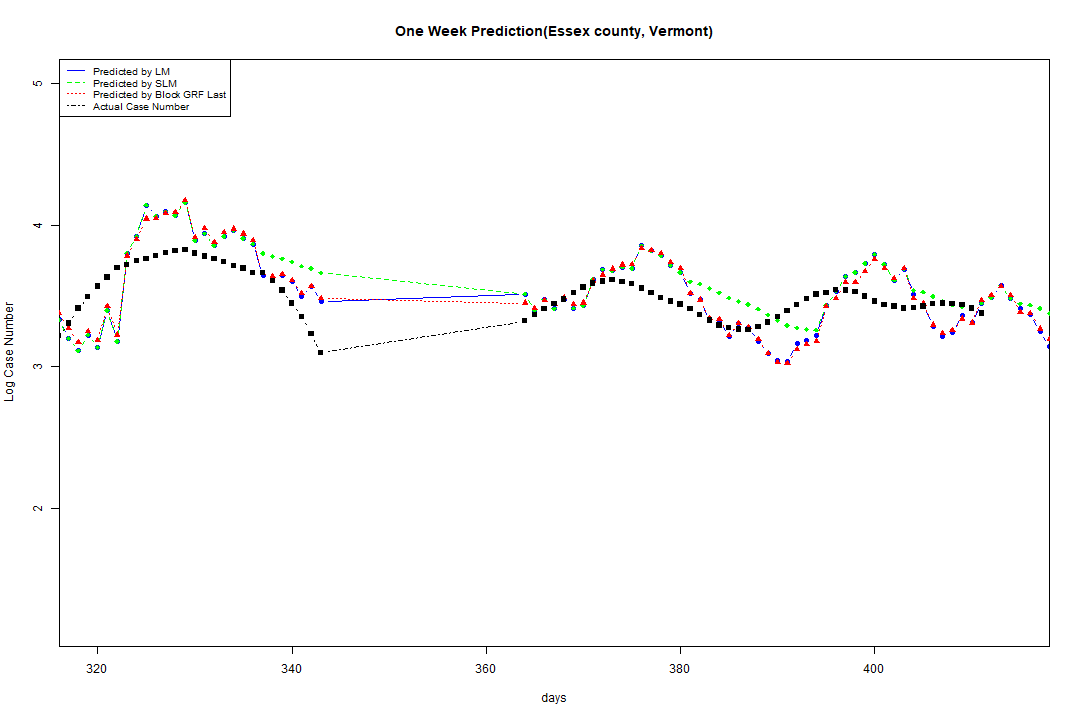 One Week Prediction(Essex county, Vermont)
Predicted by LM
Predicted by SLM
Predicted by Block GRF Last
Actual Case Number
5
4
3
2
Log Case Number
320 340 360 380 400
days